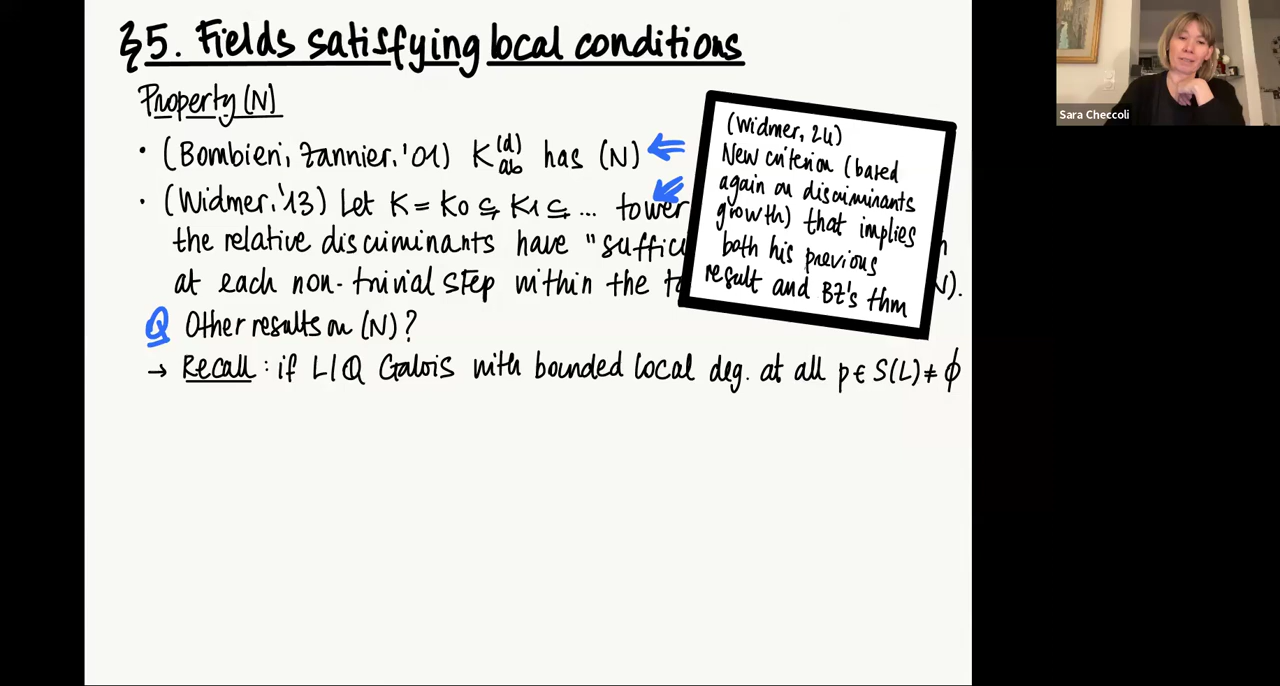 §5. Fields satisfying local conditions
Property (N)
• (Bombieri, Zannier, '01) K_ab^(d) has (N)
• (Widmer, '13) Let K = K0 ⊊ K1 ⊊ ... tower
the relative discriminants have "suffici
at each non-trivial step within the to N).
Q Other results on (N)?
→ Recall: if L/Q Galois with bounded local deg. at all p ∈ S(L) ≠ ∅
(Widmer, 24)
New criterion (based
again on discriminants
growth) that implies
both his previous
result and BZ's thm
Sara Checcoli